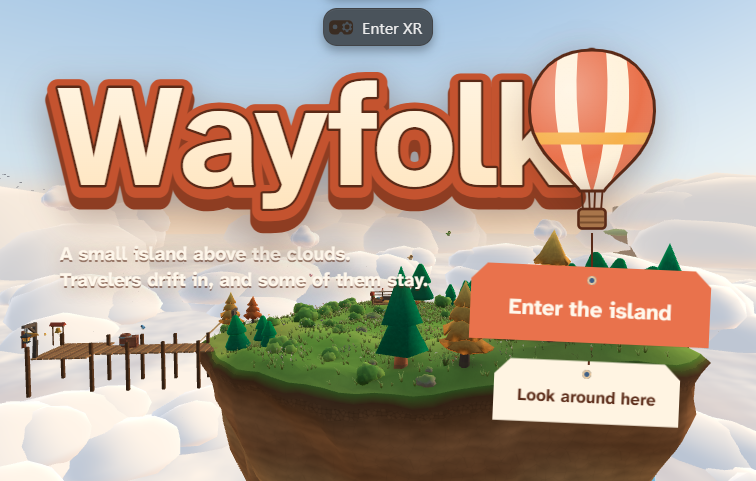 Enter XR
Wayfolk
A small island above the clouds.
Travelers drift in, and some of them stay.
Enter the island
Look around here